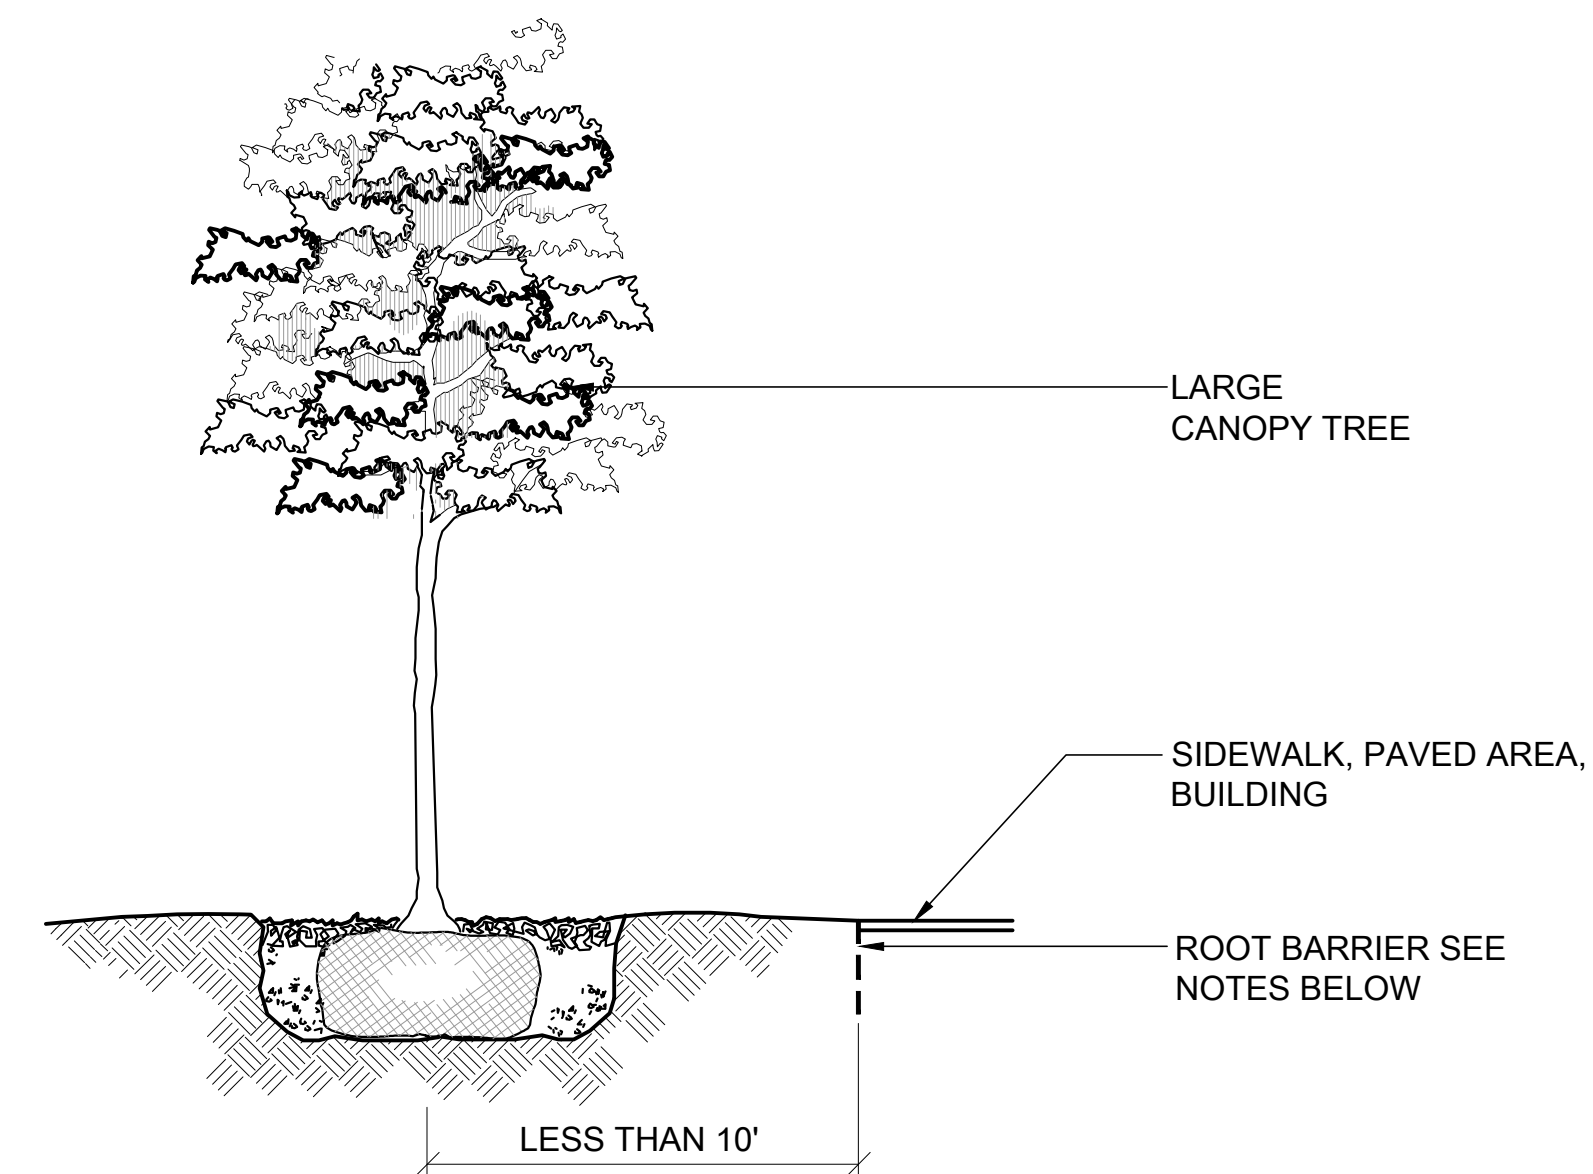 LARGE
CANOPY TREE
SIDEWALK, PAVED AREA,
BUILDING
ROOT BARRIER SEE
NOTES BELOW
LESS THAN 10'